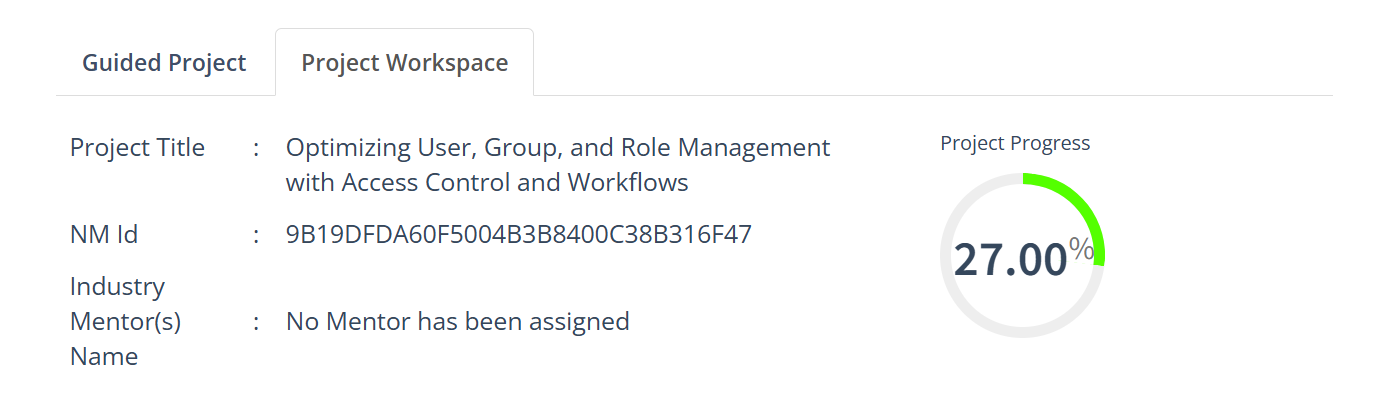 Guided Project
Project Workspace
Project Title : Optimizing User, Group, and Role Management
with Access Control and Workflows
NM Id : 9B19DFDA60F5004B3B8400C38B316F47
Industry
Mentor(s) : No Mentor has been assigned
Name
Project Progress
27.00%